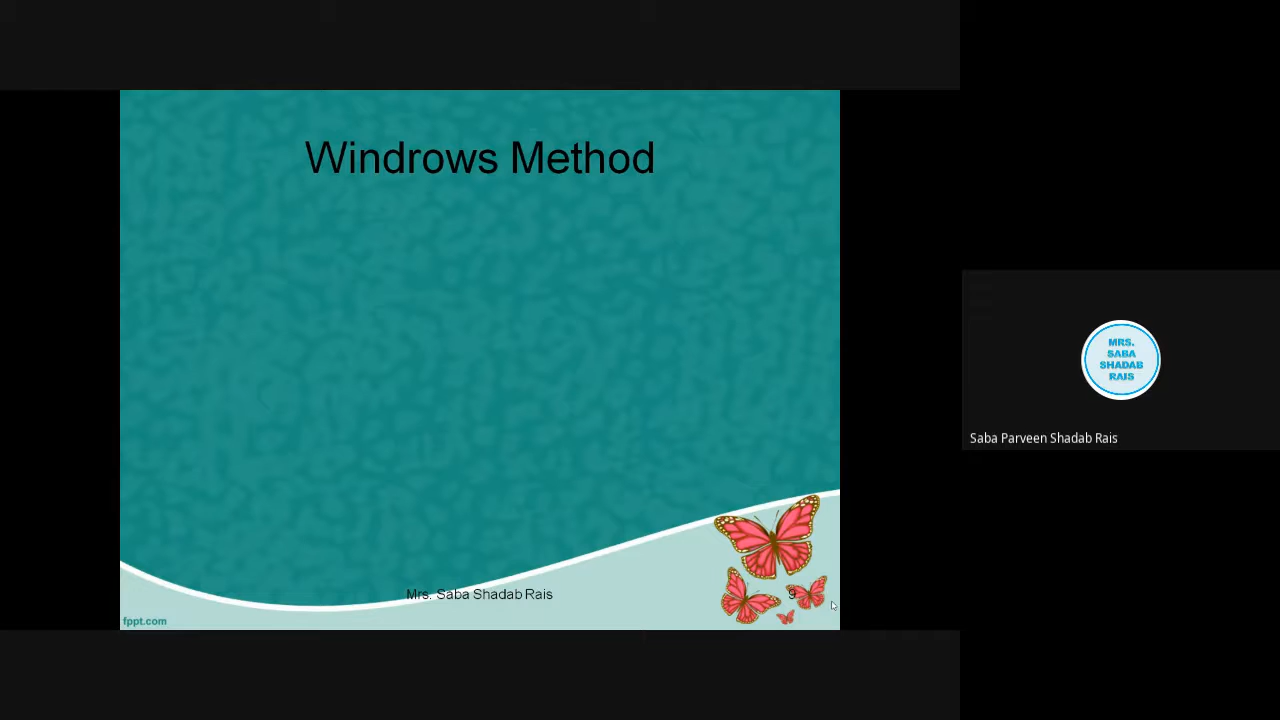 Windrows Method
MRS.
SABA
SHADAB
RAIS
Saba Parveen Shadab Rais
Mrs. Saba Shadab Rais
9
fppt.com